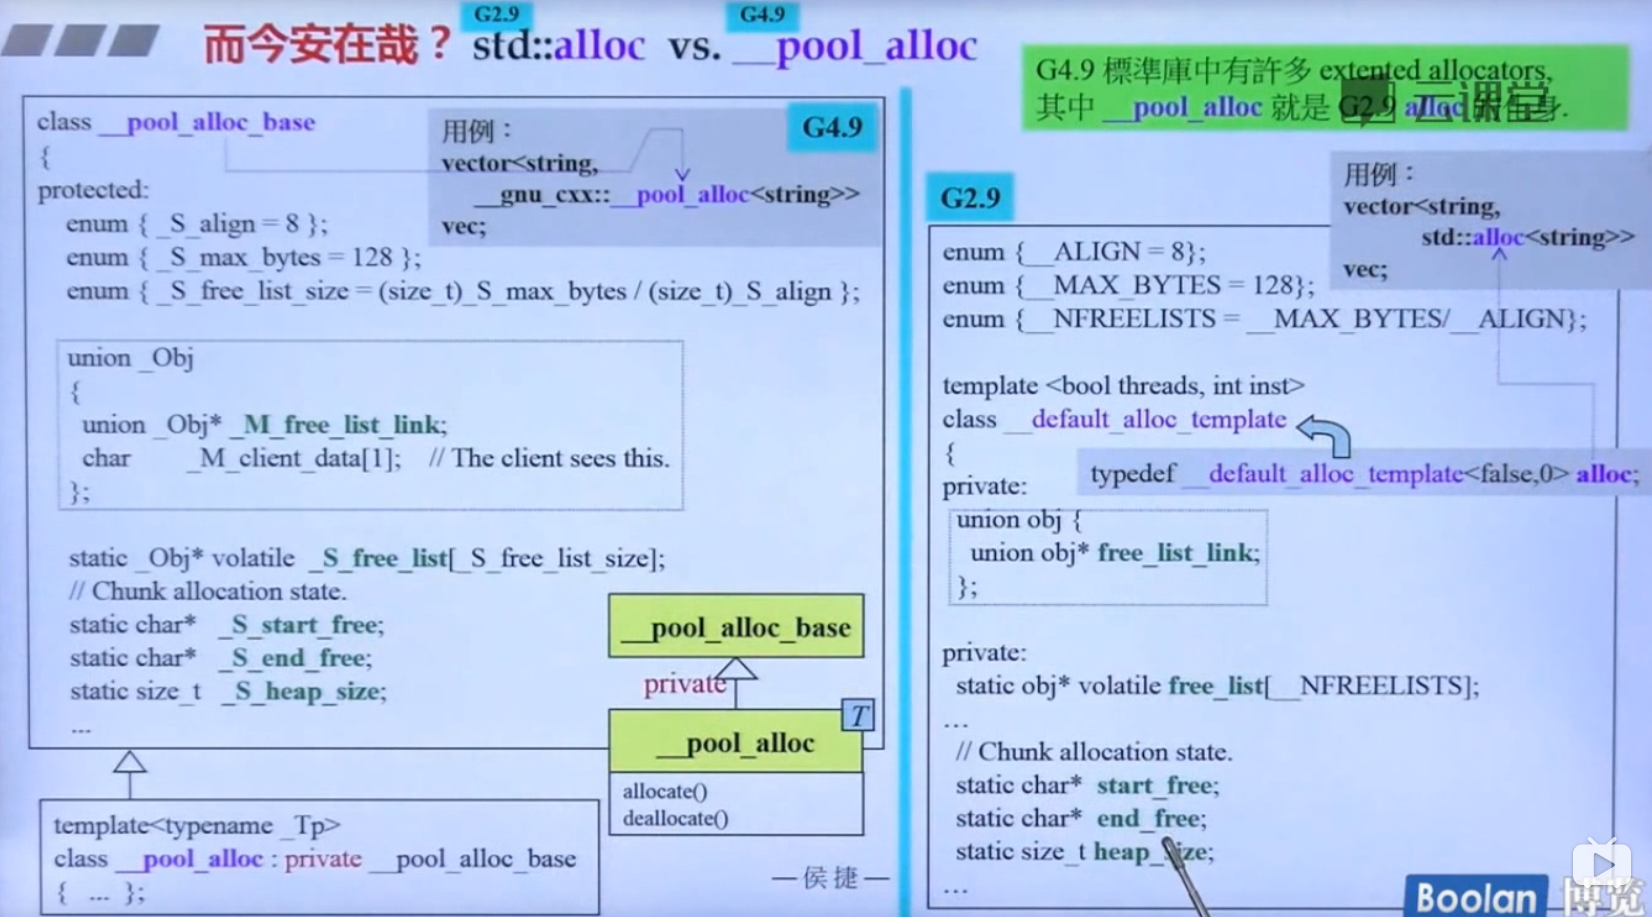 而今安在哉？ std::alloc vs. __pool_alloc
G2.9
G4.9
G4.9 標準庫中有許多 extented allocators,
其中 __pool_alloc 就是 G2.9 alloc 的化身.
云课堂
G4.9
class __pool_alloc_base
{
protected:
enum { _S_align = 8 };
enum { _S_max_bytes = 128 };
enum { _S_free_list_size = (size_t)_S_max_bytes / (size_t)_S_align };
用例：
vector<string,
__gnu_cxx::__pool_alloc<string>>
vec;
union _Obj
{
union _Obj* _M_free_list_link;
char _M_client_data[1]; // The client sees this.
};
static _Obj* volatile _S_free_list[_S_free_list_size];
// Chunk allocation state.
static char* _S_start_free;
static char* _S_end_free;
static size_t _S_heap_size;
...
template<typename _Tp>
class __pool_alloc : private __pool_alloc_base
{ ... };
__pool_alloc_base
private
T
__pool_alloc
allocate()
deallocate()
—侯捷—
G2.9
用例：
vector<string,
std::alloc<string>>
vec;
enum {__ALIGN = 8};
enum {__MAX_BYTES = 128};
enum {__NFREELISTS = __MAX_BYTES/__ALIGN};
template <bool threads, int inst>
class __default_alloc_template
{
typedef __default_alloc_template<false,0> alloc;
private:
union obj {
union obj* free_list_link;
};
private:
static obj* volatile free_list[__NFREELISTS];
...
// Chunk allocation state.
static char* start_free;
static char* end_free;
static size_t heap_size;
...
Boolan 博览